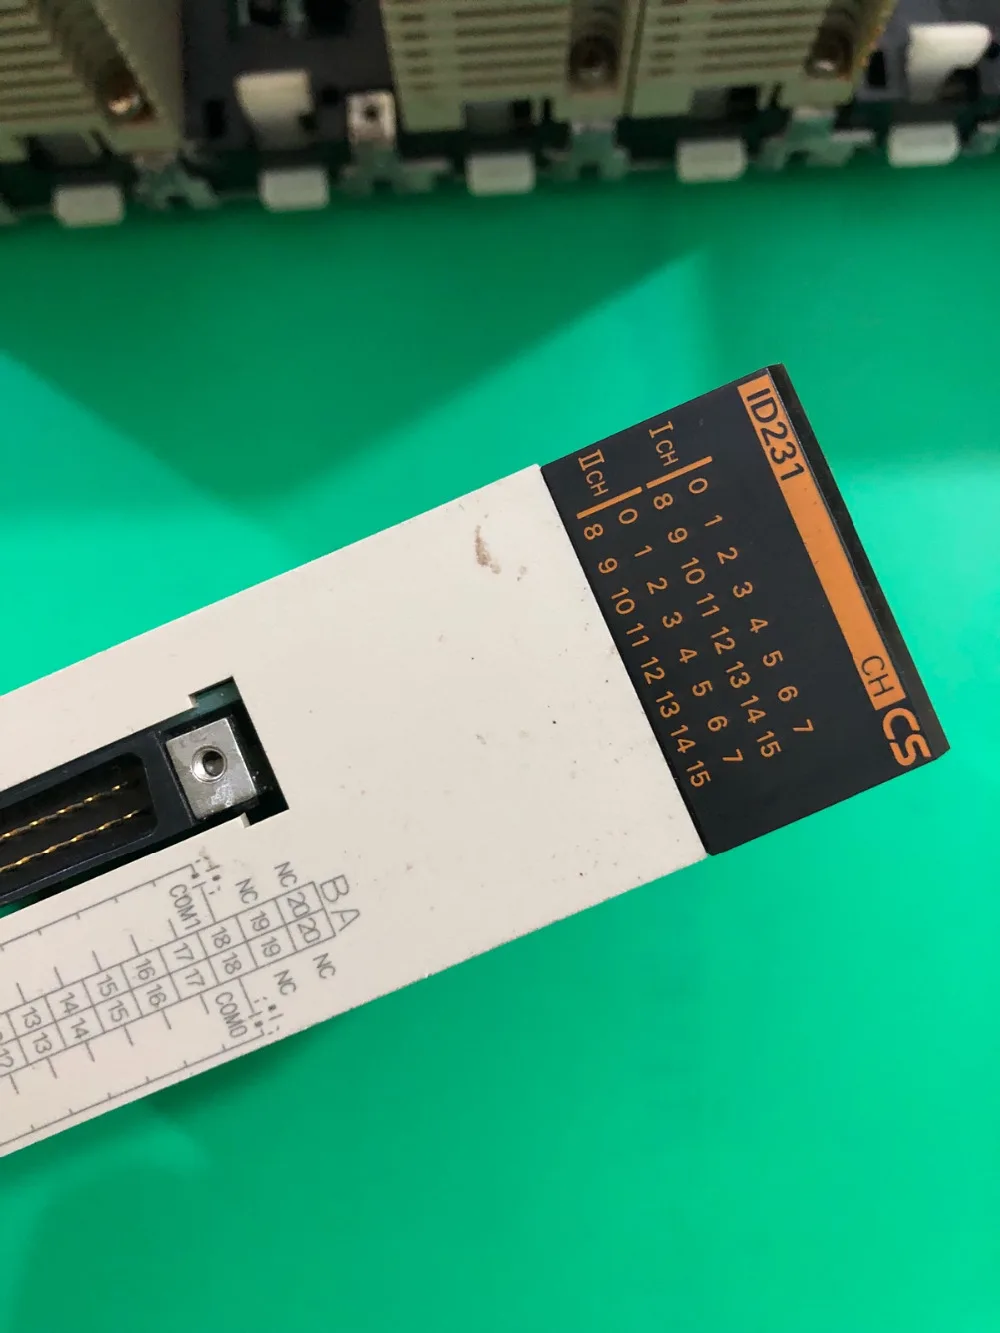 ID231
CH CS
I CH
0 1 2 3 4 5 6 7
8 9 10 11 12 13 14 15
II CH
0 1 2 3 4 5 6 7
8 9 10 11 12 13 14 15
B A
NC 20 20 NC
NC 19 19 NC
COM1 18 18 COM0
17 17
16 16
15 15
14 14
13 13
12